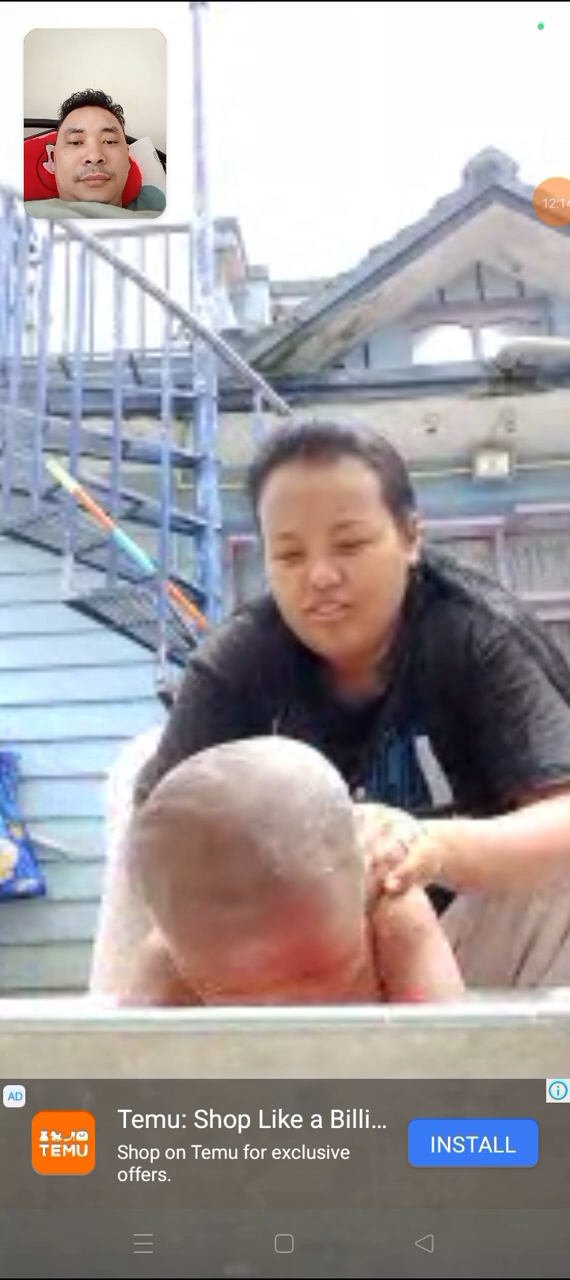 12:14
AD
Temu: Shop Like a Billi...
TEMU
Shop on Temu for exclusive
offers.
INSTALL